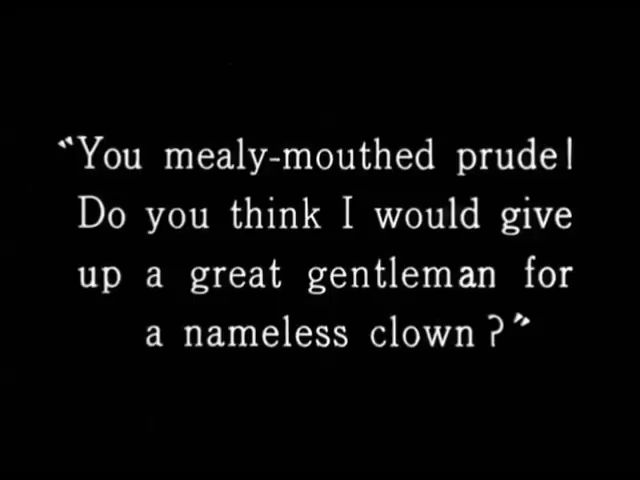 “You mealy-mouthed prude!
Do you think I would give
up a great gentleman for
a nameless clown?”